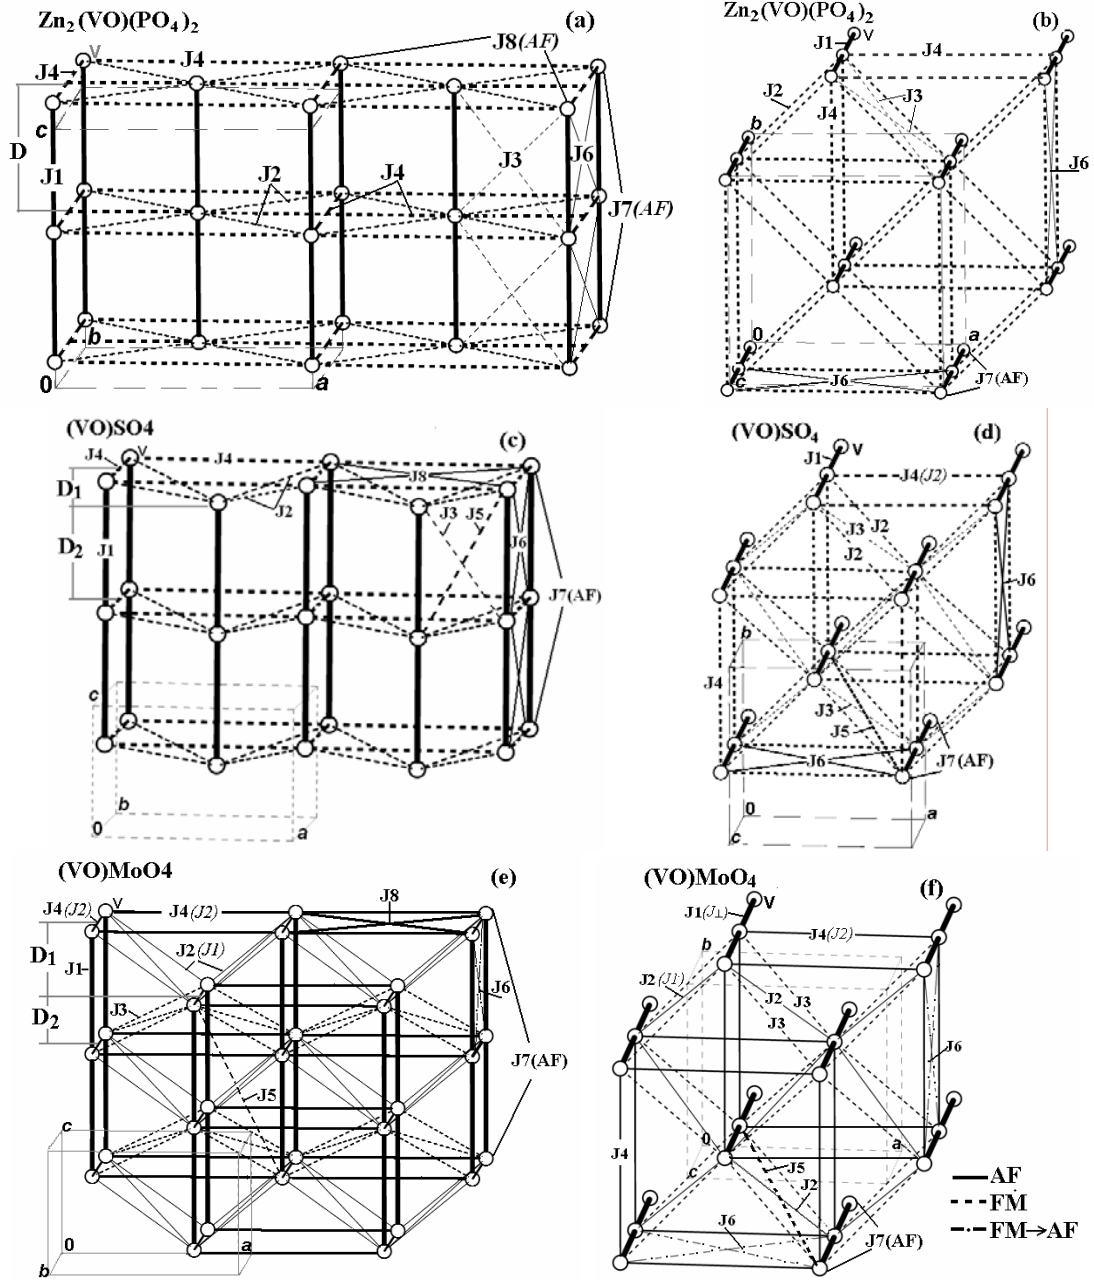 Zn2(VO)(PO4)2
(a)
V
J4
J4
J8(AF)
c
D
J1
J2
J4
J3
J6
J7(AF)
b
0
a
Zn2(VO)(PO4)2
(b)
J1
V
J4
J2
J3
J4
b
J6
0
a
c
J6
J7(AF)
(VO)SO4
(c)
J4
V
J4
J8
D1
J2
J3
J5
D2
J1
J6
J7(AF)
c
b
0
a
(VO)SO4
(d)
J1
V
J4(J2)
J3
J2
J2
J6
b
J4
J3
J5
J6
J7(AF)
0
a
c
(VO)MoO4
(e)
J4(J2)
V
J4(J2)
J8
D1
J2(J1)
J1
J6
J3
D2
J7(AF)
J5
c
0
a
b
(VO)MoO4
(f)
J1(J⊥)
V
b
J4(J2)
J2(J1)
J2
J3
J3
J6
0
a
c
J4
J5
J2
J6
J7(AF)
AF
FM
FM→AF